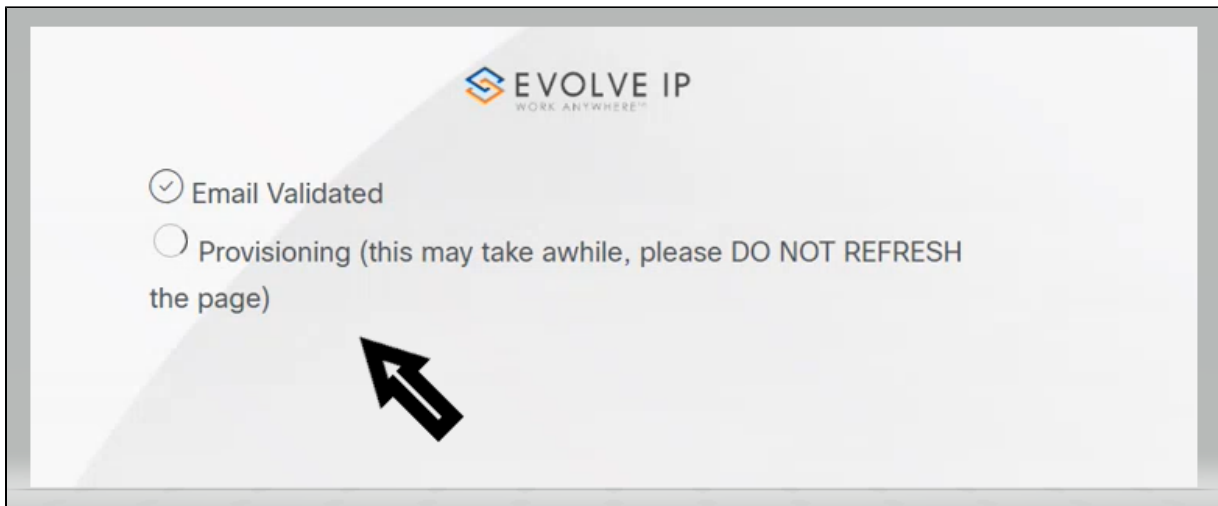 EVOLVE IP
WORK ANYWHERE™
Email Validated
Provisioning (this may take awhile, please DO NOT REFRESH
the page)